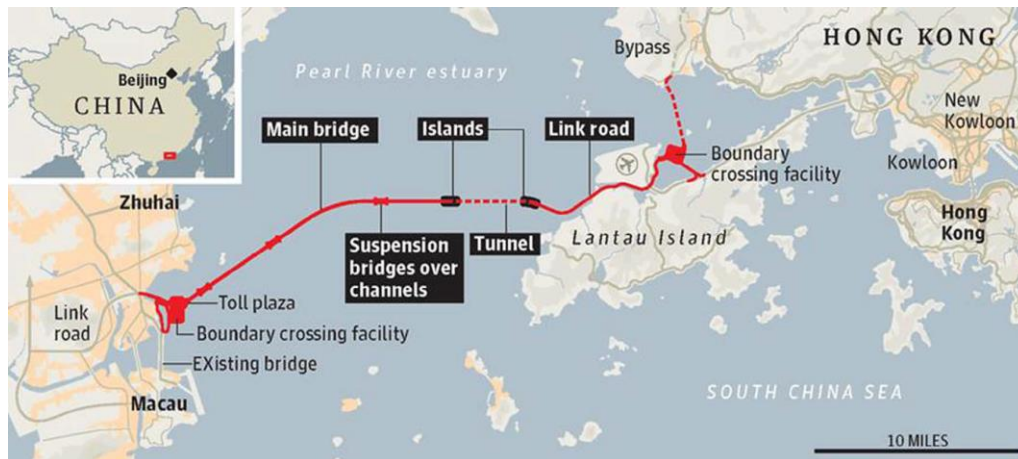 Beijing
CHINA
Pearl River estuary
Bypass
HONG KONG
New
Kowloon
Kowloon
Hong
Kong
Main bridge
Islands
Link road
Boundary
crossing facility
Zhuhai
Suspension
bridges over
channels
Tunnel
Lantau Island
Link
road
Toll plaza
Boundary crossing facility
EXisting bridge
Macau
SOUTH CHINA SEA
10 MILES